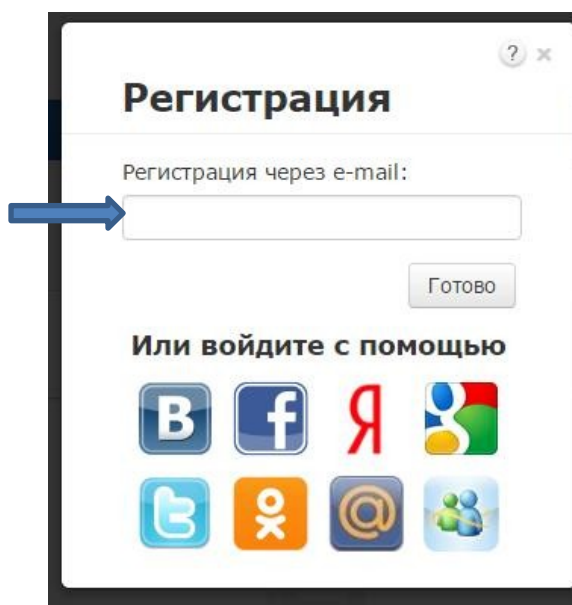 ?
Регистрация
Регистрация через e-mail:
Готово
Или войдите с помощью
B f Я g
t @